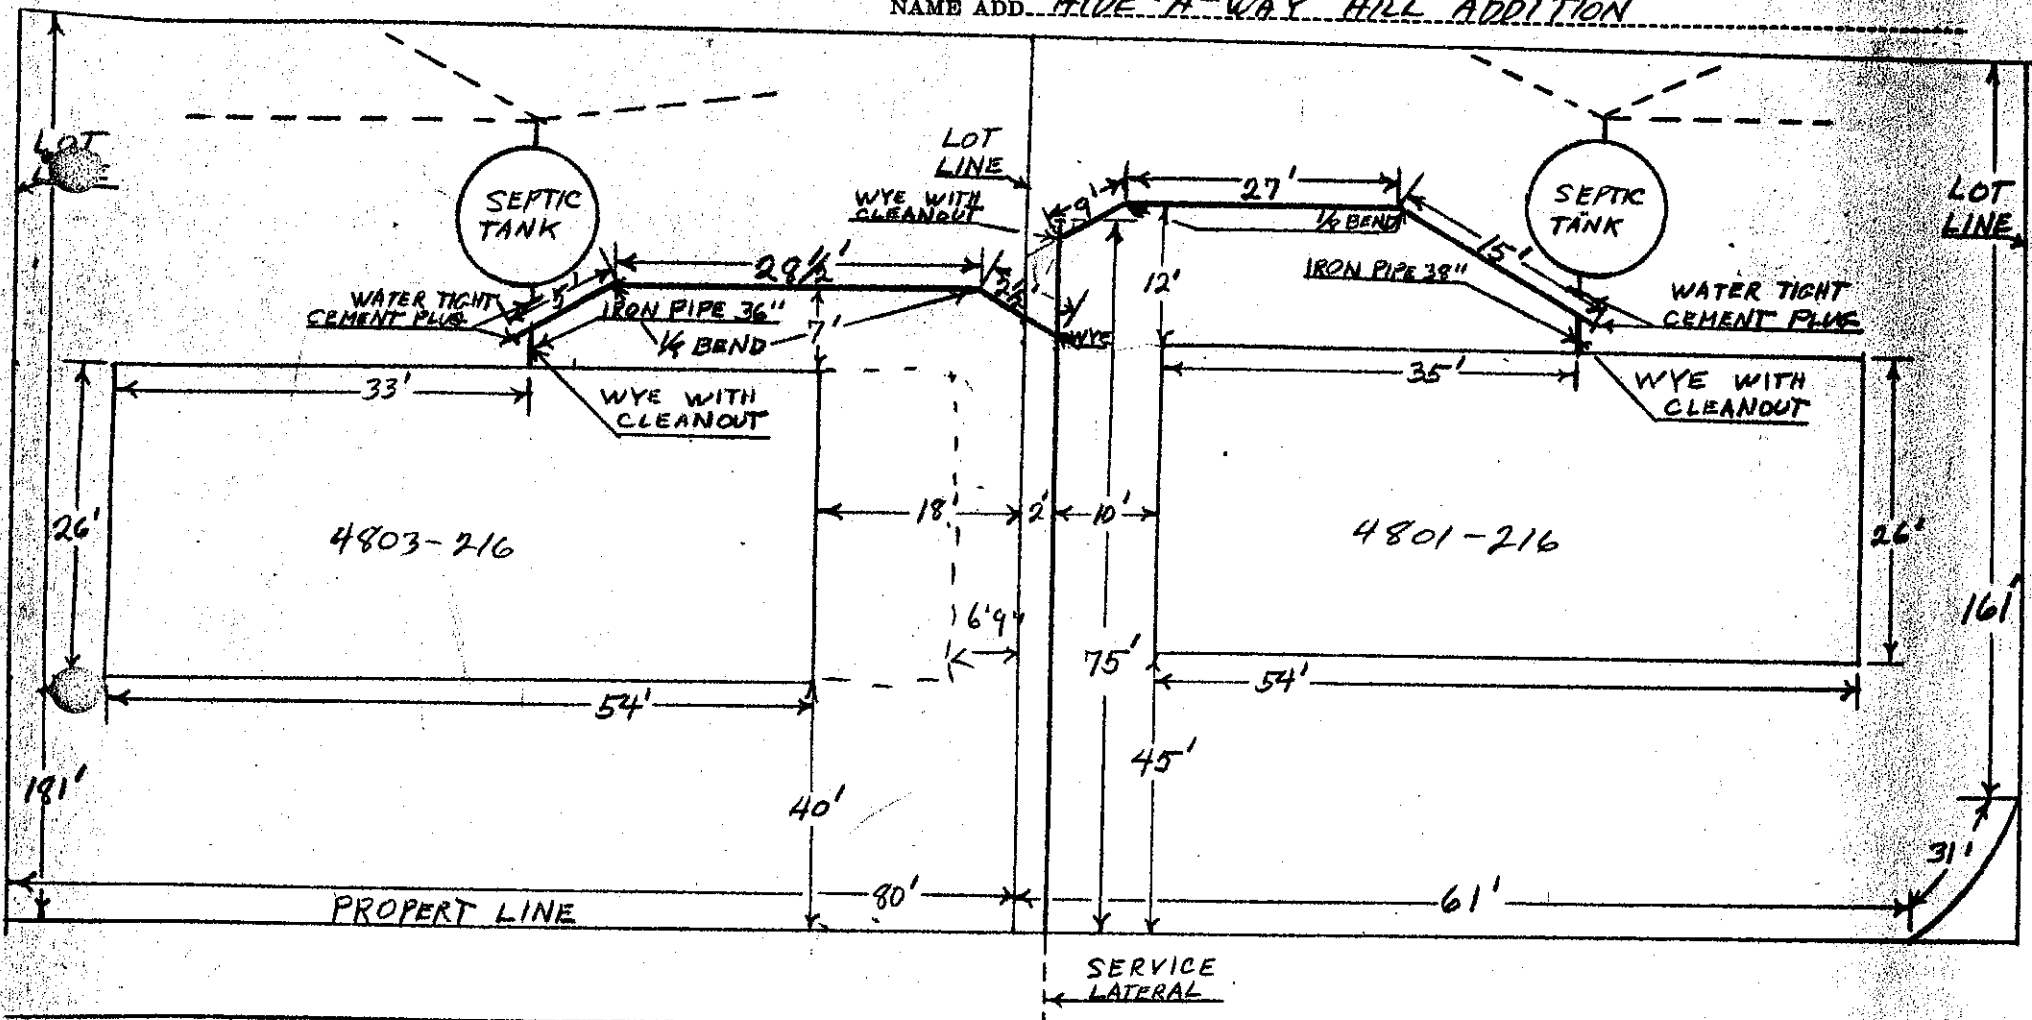 NAME ADD. HIDE-A-WAY HILL ADDITION
LOT
SEPTIC
TANK
LOT
LINE
WYE WITH
CLEANOUT
9'
27'
1/8 BEND
15'
SEPTIC
TANK
LOT
LINE
28 1/2'
5'
WATER TIGHT
CEMENT PLUG
IRON PIPE 36"
1/8 BEND
7'
12'
IRON PIPE 38"
WATER TIGHT
CEMENT PLUG
WYE
33'
WYE WITH
CLEANOUT
35'
WYE WITH
CLEANOUT
26'
4803-216
18'
2'
10'
4801-216
26'
6'9"
75'
161'
54'
54'
181'
40'
45'
31'
80'
61'
PROPERT LINE
SERVICE
LATERAL